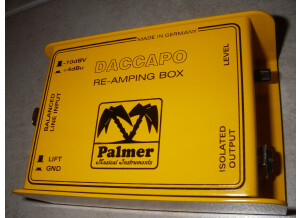 MADE IN GERMANY
-10dBV
+4dBu
DACCAPO
RE-AMPING BOX
LEVEL
BALANCED
LINE INPUT
Palmer
Musical Instruments
LIFT
GND
ISOLATED
OUTPUT